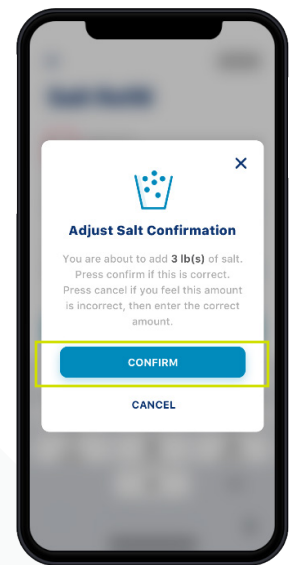 Adjust Salt Confirmation
You are about to add 3 lb(s) of salt.
Press confirm if this is correct.
Press cancel if you feel this amount
is incorrect, then enter the correct
amount.
CONFIRM
CANCEL